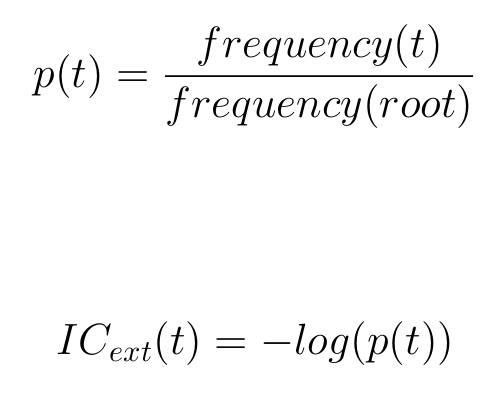 p(t) = frequency(t) / frequency(root)
IC_ext(t) = −log(p(t))